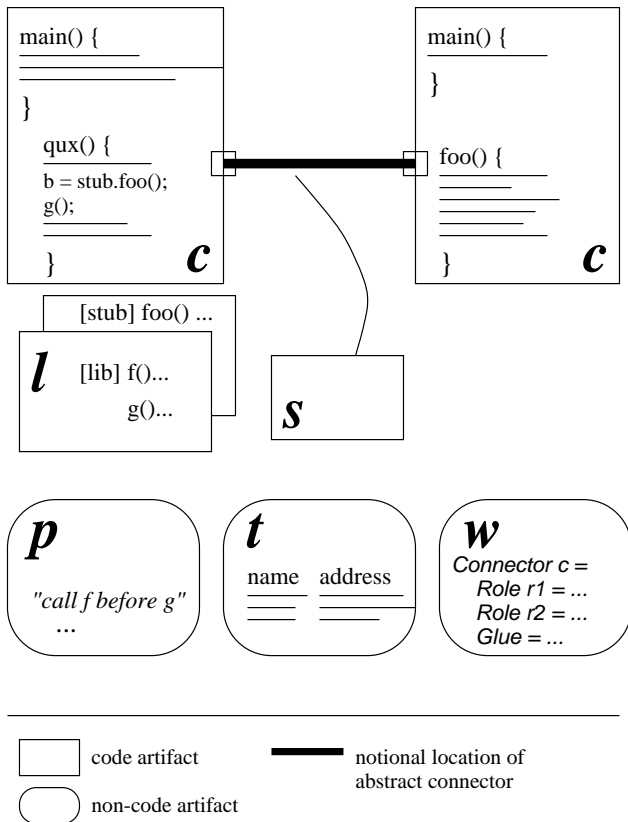 main() {
}
qux() {
b = stub.foo();
g();
}
c
main() {
}
foo() {
}
c
[stub] foo() ...
l
[lib] f()...
g()...
s
p
"call f before g"
...
t
name address
w
Connector c =
Role r1 = ...
Role r2 = ...
Glue = ...
code artifact
non-code artifact
notional location of
abstract connector